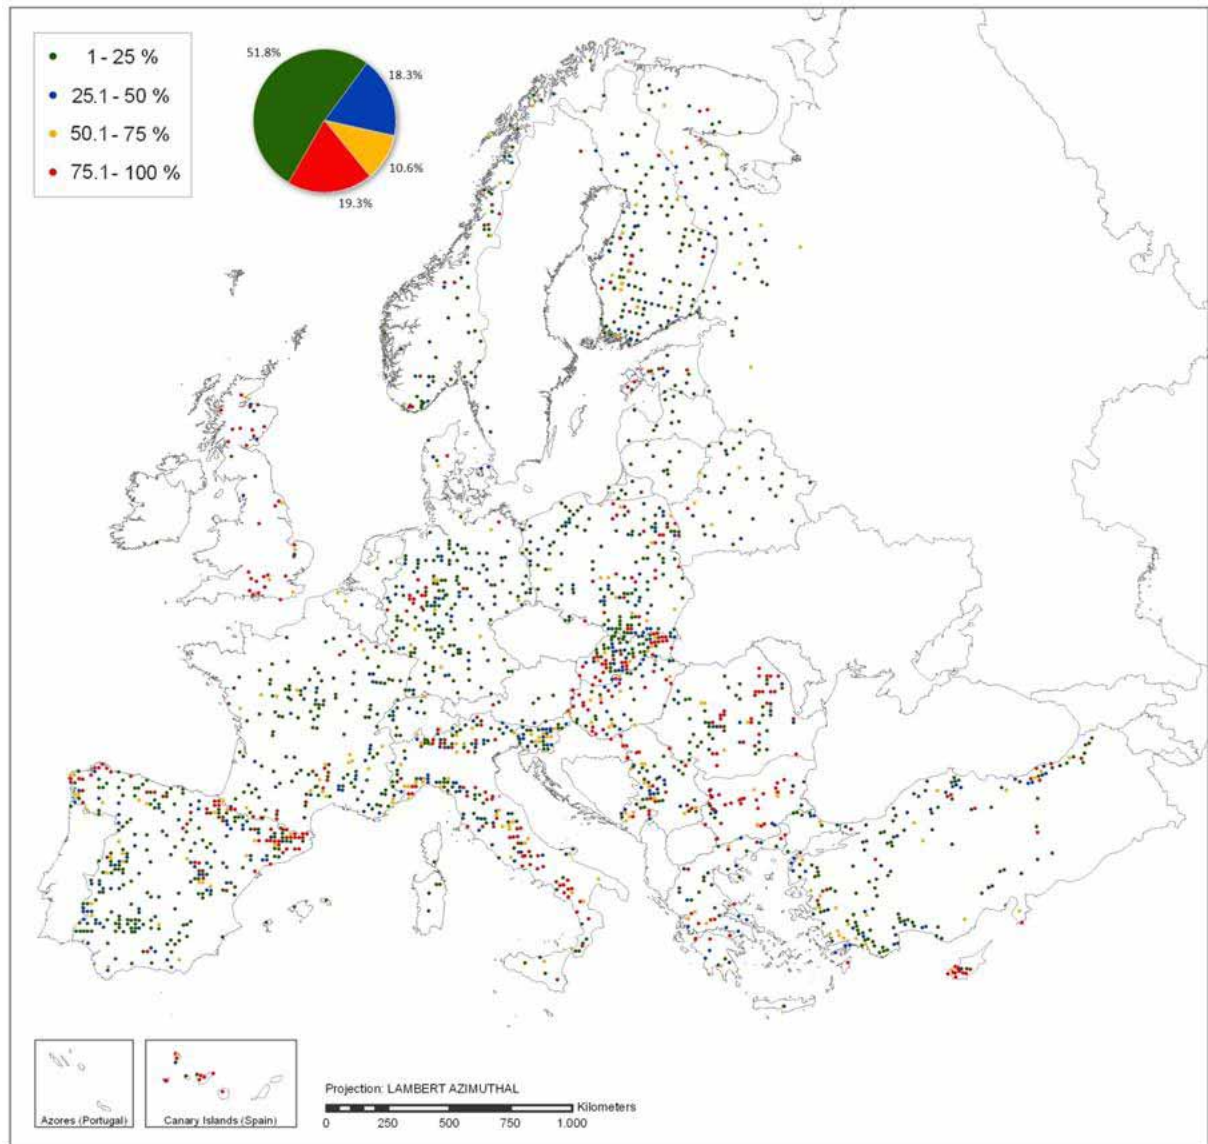 1 - 25 %
25.1 - 50 %
50.1 - 75 %
75.1 - 100 %
51.8%
18.3%
10.6%
19.3%
Azores (Portugal)
Canary Islands (Spain)
Projection: LAMBERT AZIMUTHAL
Kilometers
0 250 500 750 1.000